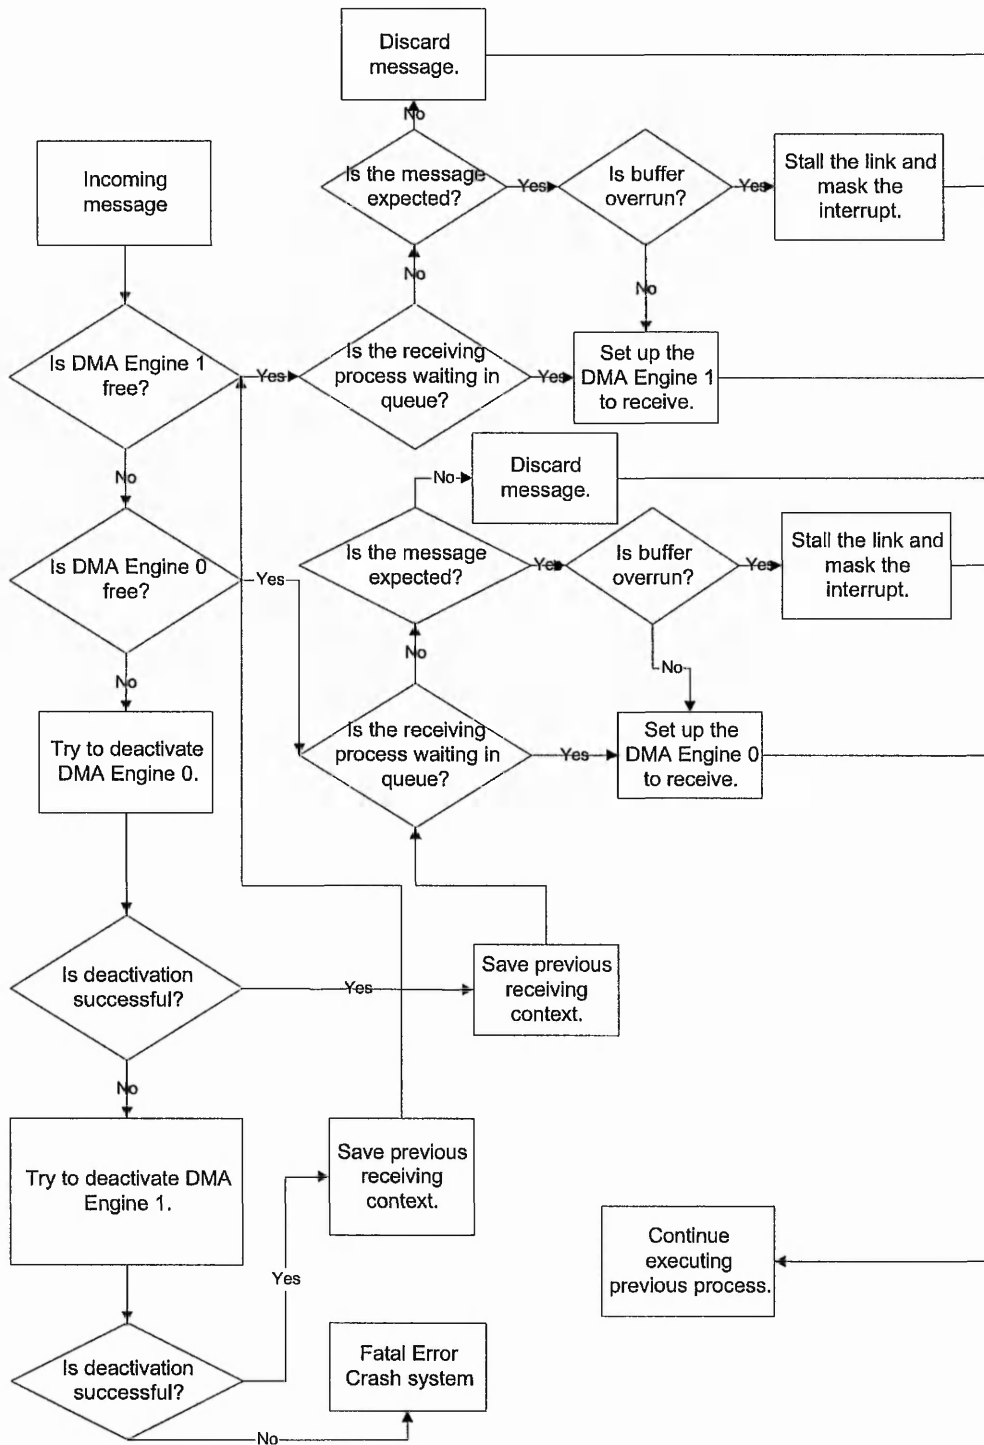 Discard
message.
No
Incoming
message
Is the message
expected?
Yes
Is buffer
overrun?
Yes
Stall the link and
mask the
interrupt.
No
No
Is DMA Engine 1
free?
Yes
Is the receiving
process waiting in
queue?
Yes
Set up the
DMA Engine 1
to receive.
No
No
Discard
message.
Is DMA Engine 0
free?
Yes
Is the message
expected?
Yes
Is buffer
overrun?
Yes
Stall the link and
mask the
interrupt.
No
No
No
Try to deactivate
DMA Engine 0.
Is the receiving
process waiting in
queue?
Yes
Set up the
DMA Engine 0
to receive.
Is deactivation
successful?
Yes
Save previous
receiving
context.
No
Try to deactivate DMA
Engine 1.
Save previous
receiving
context.
Yes
Continue
executing
previous process.
Is deactivation
successful?
No
Fatal Error
Crash system